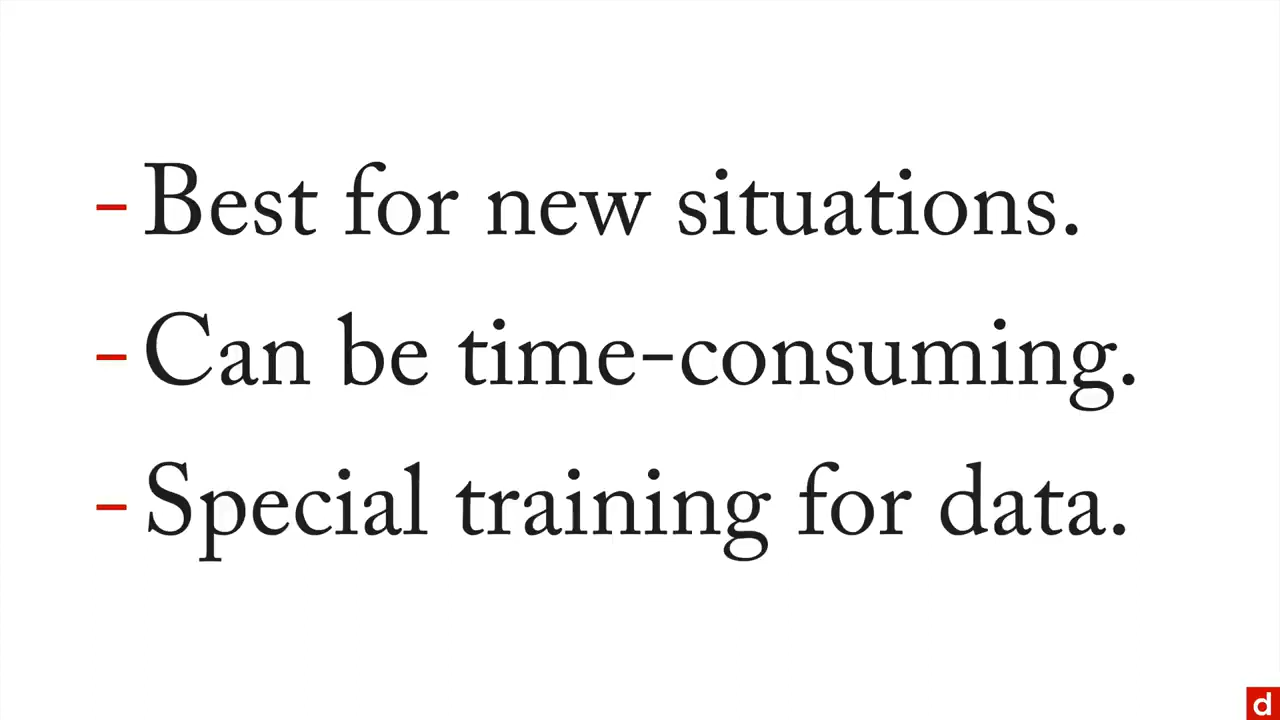 - Best for new situations.
- Can be time-consuming.
- Special training for data.
d